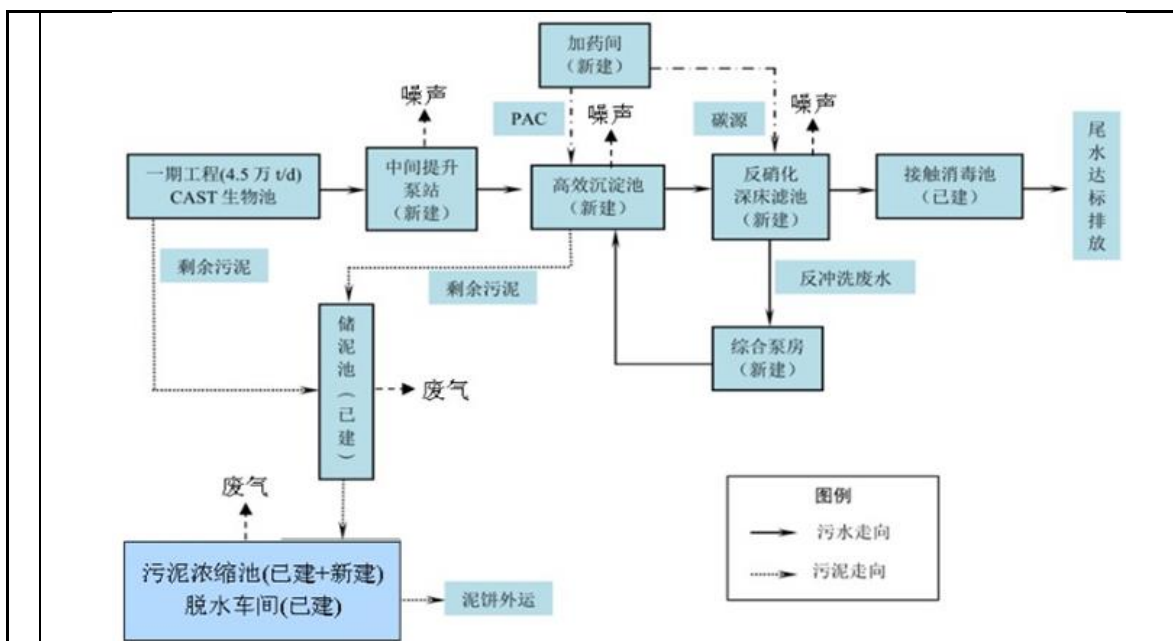 加药间
（新建）
噪声
PAC
噪声
碳源
噪声
一期工程(4.5 万 t/d)
CAST 生物池
中间提升
泵站
（新建）
高效沉淀池
（新建）
反硝化
深床滤池
（新建）
接触消毒池
（已建）
尾水达标排放
剩余污泥
剩余污泥
反冲洗废水
储泥池（已建）
废气
综合泵房
（新建）
废气
污泥浓缩池(已建+新建)
脱水车间(已建)
泥饼外运
图例
污水走向
污泥走向